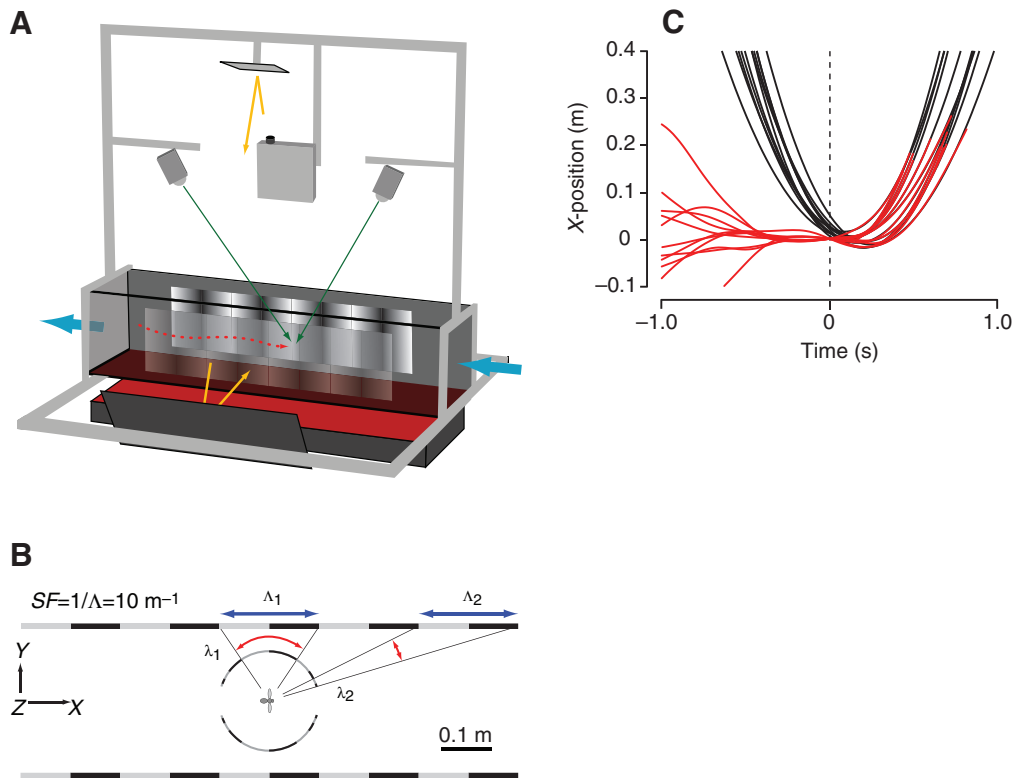 A
C
0.4
0.3
0.2
0.1
0
–0.1
X-position (m)
–1.0
0
1.0
Time (s)
B
SF=1/Λ=10 m–1
Λ1
Λ2
λ1
λ2
Y
Z
X
0.1 m